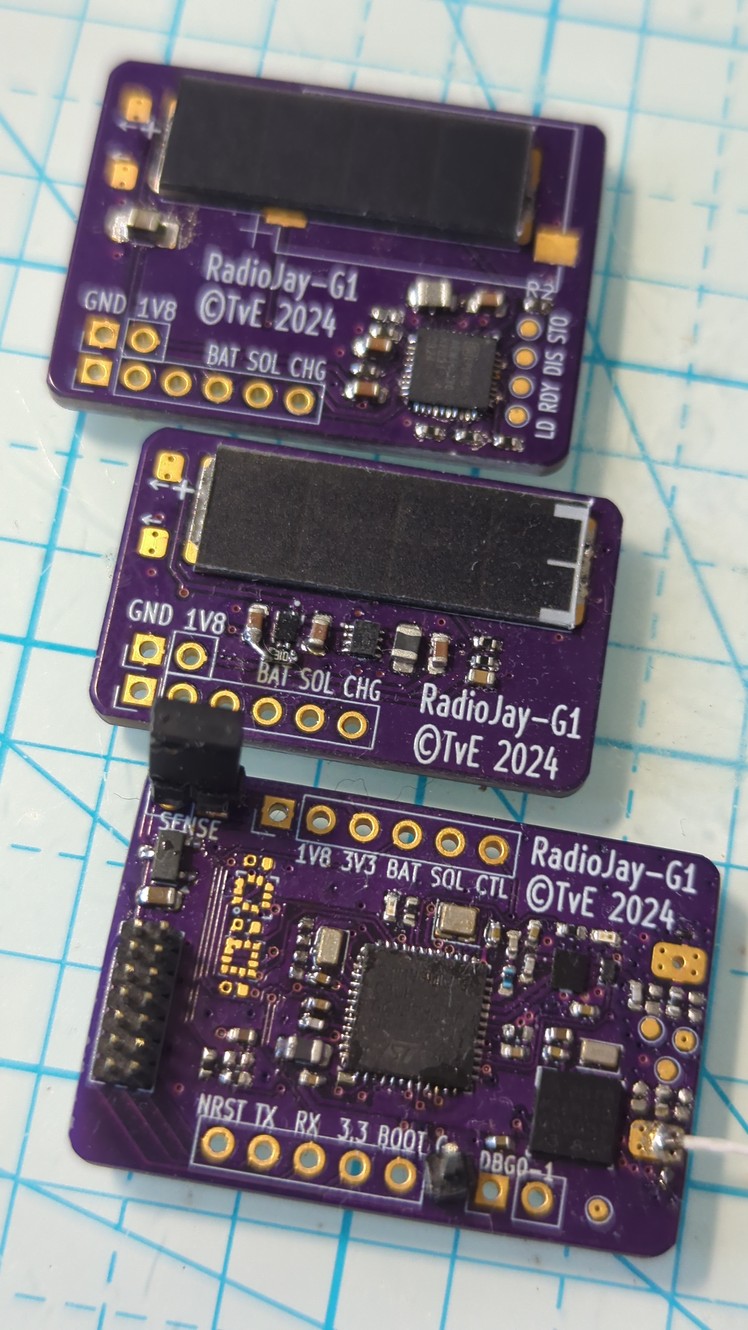 +
RadioJay-G1
©TvE 2024
GND 1V8
BAT SOL CHG
LD RDY DIS STO
+
GND 1V8
BAT SOL CHG
RadioJay-G1
©TvE 2024
SENSE
1V8 3V3 BAT SOL CTL
RadioJay-G1
©TvE 2024
ST
NRST TX RX 3.3 BOOT G
DBG0-1